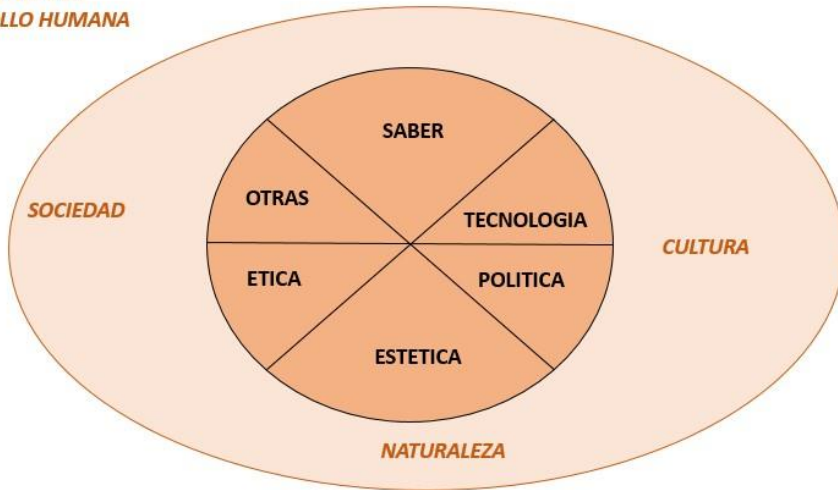 LLO HUMANA
SABER
OTRAS
SOCIEDAD
TECNOLOGIA
CULTURA
ETICA
POLITICA
ESTETICA
NATURALEZA